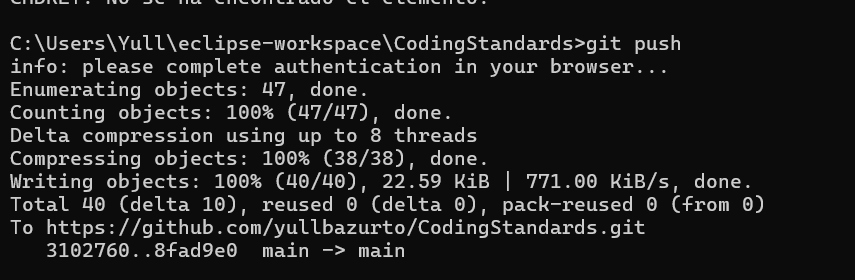 CMDKEY: No se ha encontrado el elemento.
C:\Users\Yull\eclipse-workspace\CodingStandards>git push
info: please complete authentication in your browser...
Enumerating objects: 47, done.
Counting objects: 100% (47/47), done.
Delta compression using up to 8 threads
Compressing objects: 100% (38/38), done.
Writing objects: 100% (40/40), 22.59 KiB | 771.00 KiB/s, done.
Total 40 (delta 10), reused 0 (delta 0), pack-reused 0 (from 0)
To https://github.com/yullbazurto/CodingStandards.git
   3102760..8fad9e0  main -> main